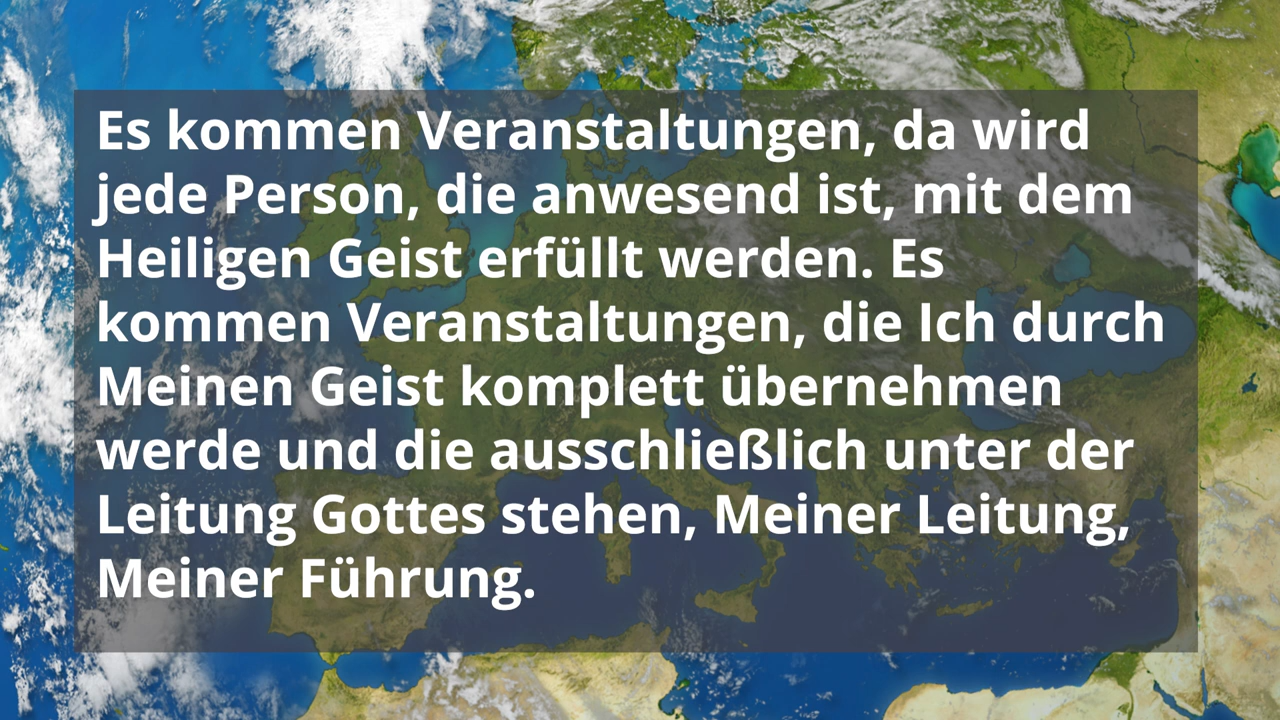 Es kommen Veranstaltungen, da wird
jede Person, die anwesend ist, mit dem
Heiligen Geist erfüllt werden. Es
kommen Veranstaltungen, die Ich durch
Meinen Geist komplett übernehmen
werde und die ausschließlich unter der
Leitung Gottes stehen, Meiner Leitung,
Meiner Führung.